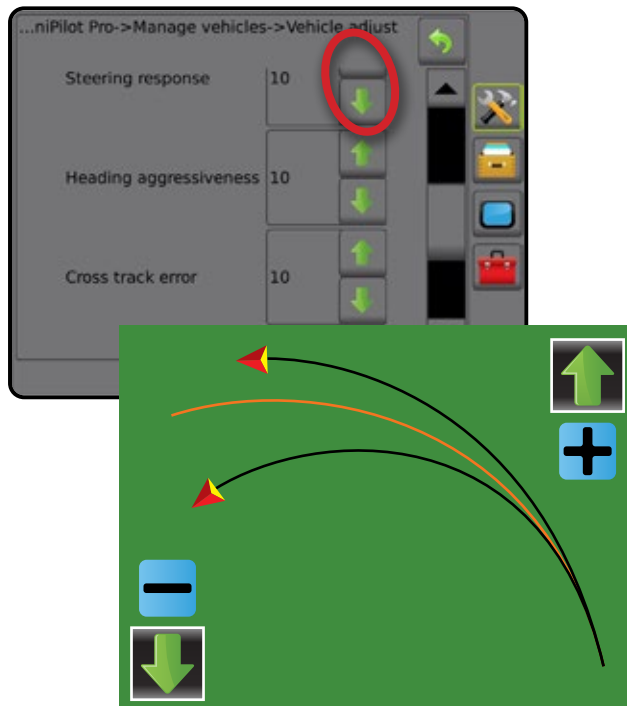 ...niPilot Pro->Manage vehicles->Vehicle adjust
Steering response 10
Heading aggressiveness 10
Cross track error 10